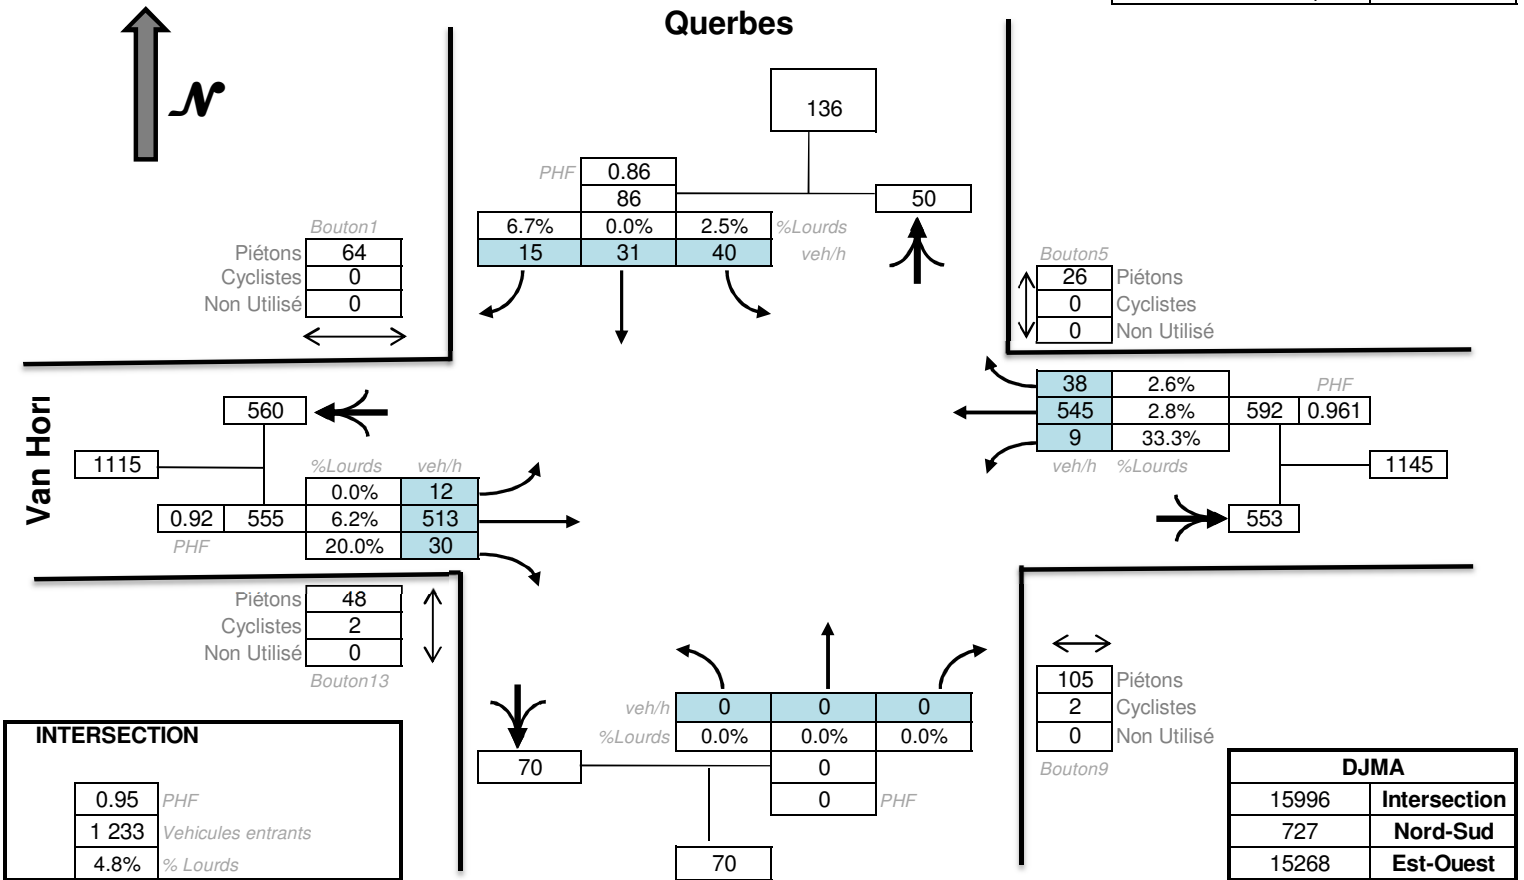 Querbes
N
136
PHF 0.86
86 50
6.7% 0.0% 2.5% %Lourds
15 31 40 veh/h
Bouton1
Piétons 64
Cyclistes 0
Non Utilisé 0
Bouton5
26 Piétons
0 Cyclistes
0 Non Utilisé
Van Hori
560
1115
%Lourds veh/h
0.0% 12
0.92 555 6.2% 513
PHF 20.0% 30
38 2.6% PHF
545 2.8% 592 0.961
9 33.3%
veh/h %Lourds 1145
553
Piétons 48
Cyclistes 2
Non Utilisé 0
Bouton13
veh/h 0 0 0
%Lourds 0.0% 0.0% 0.0%
70 0
0 PHF
70
105 Piétons
2 Cyclistes
0 Non Utilisé
Bouton9
INTERSECTION
0.95 PHF
1 233 Vehicules entrants
4.8% % Lourds
DJMA
15996 Intersection
727 Nord-Sud
15268 Est-Ouest